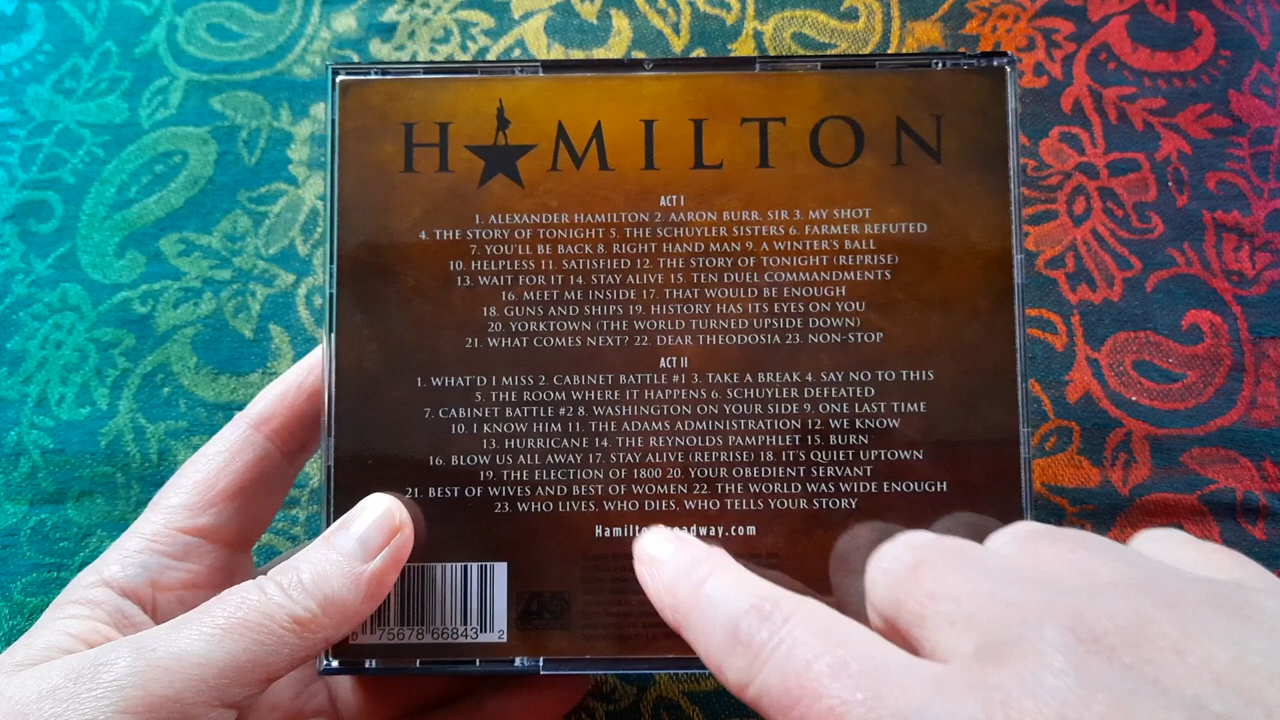 HAMILTON
ACT I
1. ALEXANDER HAMILTON 2. AARON BURR, SIR 3. MY SHOT
4. THE STORY OF TONIGHT 5. THE SCHUYLER SISTERS 6. FARMER REFUTED
7. YOU'LL BE BACK 8. RIGHT HAND MAN 9. A WINTER'S BALL
10. HELPLESS 11. SATISFIED 12. THE STORY OF TONIGHT (REPRISE)
13. WAIT FOR IT 14. STAY ALIVE 15. TEN DUEL COMMANDMENTS
16. MEET ME INSIDE 17. THAT WOULD BE ENOUGH
18. GUNS AND SHIPS 19. HISTORY HAS ITS EYES ON YOU
20. YORKTOWN (THE WORLD TURNED UPSIDE DOWN)
21. WHAT COMES NEXT? 22. DEAR THEODOSIA 23. NON-STOP
ACT II
1. WHAT'D I MISS 2. CABINET BATTLE #1 3. TAKE A BREAK 4. SAY NO TO THIS
5. THE ROOM WHERE IT HAPPENS 6. SCHUYLER DEFEATED
7. CABINET BATTLE #2 8. WASHINGTON ON YOUR SIDE 9. ONE LAST TIME
10. I KNOW HIM 11. THE ADAMS ADMINISTRATION 12. WE KNOW
13. HURRICANE 14. THE REYNOLDS PAMPHLET 15. BURN
16. BLOW US ALL AWAY 17. STAY ALIVE (REPRISE) 18. IT'S QUIET UPTOWN
19. THE ELECTION OF 1800 20. YOUR OBEDIENT SERVANT
21. BEST OF WIVES AND BEST OF WOMEN 22. THE WORLD WAS WIDE ENOUGH
23. WHO LIVES, WHO DIES, WHO TELLS YOUR STORY
0 75678 66843 2